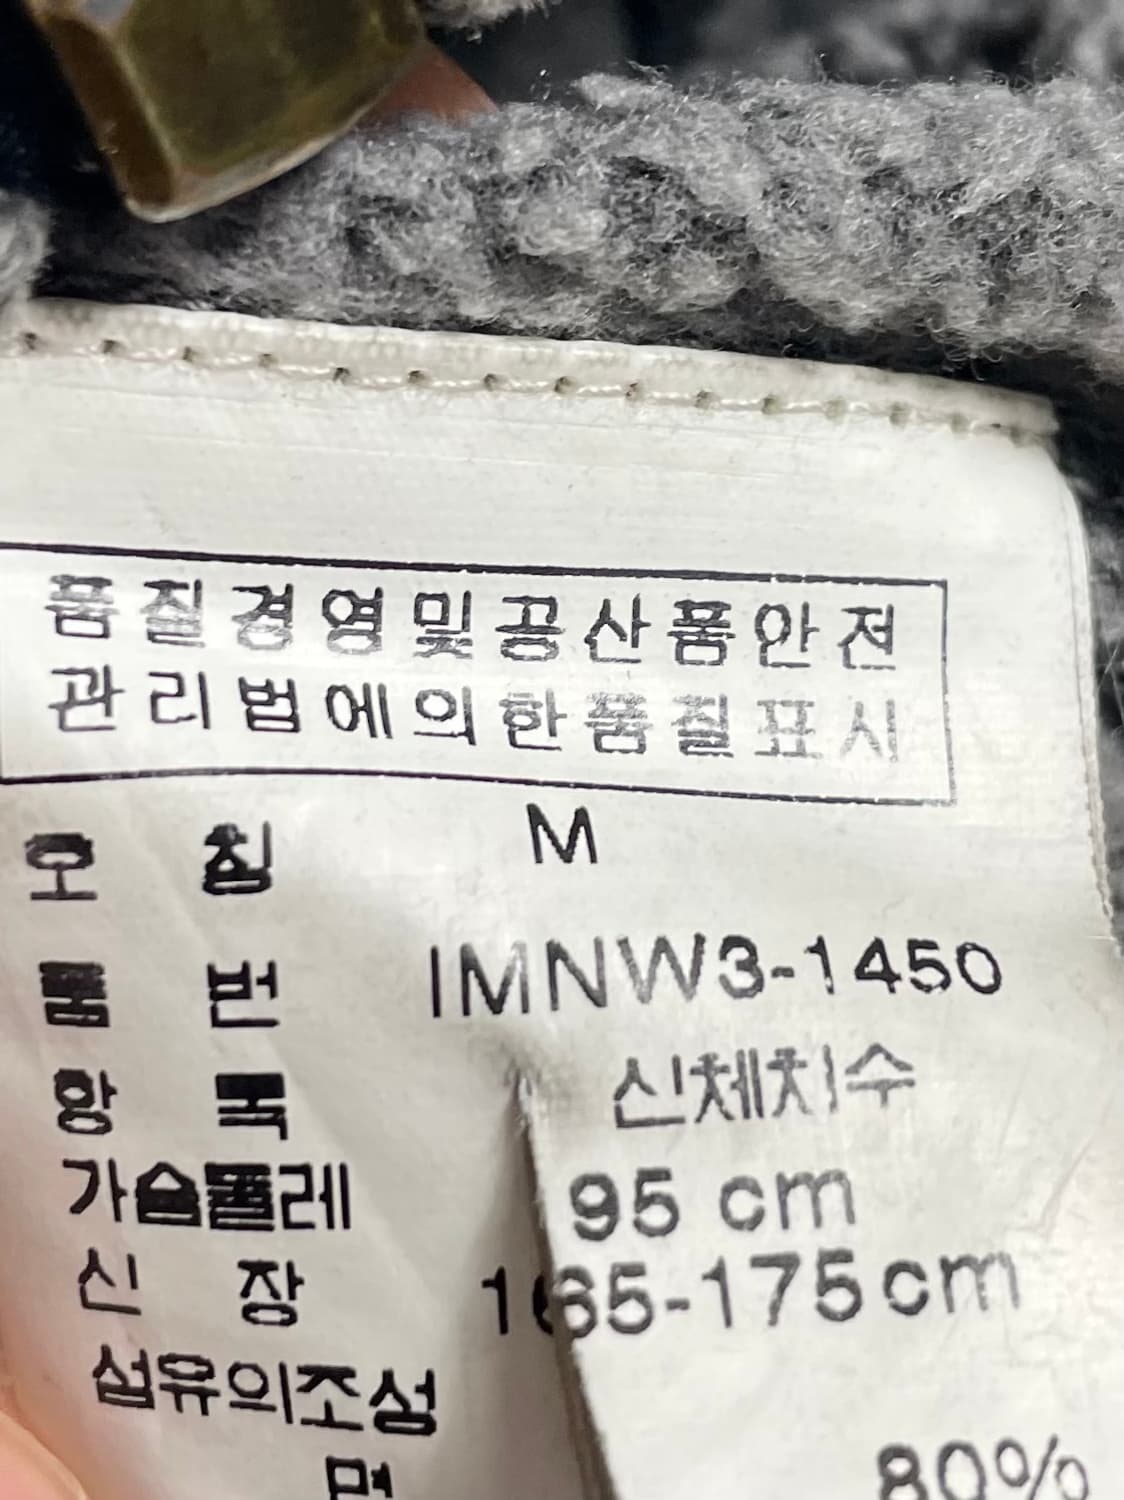 품질경영및공산품안전
관리법에의한품질표시
호 칭 M
품 번 IMNW3-1450
항 목 신체치수
가슴둘레 95 cm
신 장 165-175cm
섬유의조성
면 80%